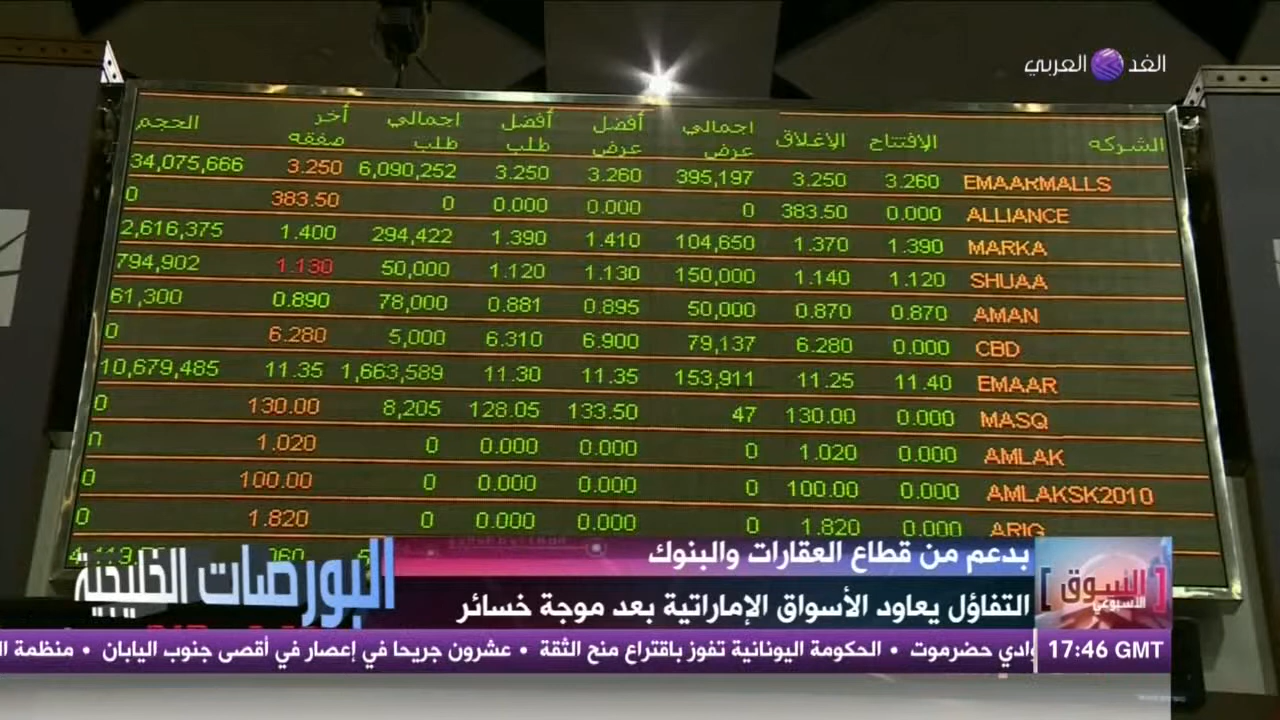 الغد العربي
الشركه الافتتاح الاغلاق اجمالي عرض أفضل عرض أفضل طلب اجمالي طلب أخر صفقه الحجم
EMAARMALLS 3.260 3.250 395,197 3.260 3.250 6,090,252 3.250 34,075,666
ALLIANCE 0.000 383.50 0 0.000 0.000 0 383.50 0
MARKA 1.390 1.370 104,650 1.410 1.390 294,422 1.400 2,616,375
SHUAA 1.120 1.140 150,000 1.130 1.120 50,000 1.130 794,902
AMAN 0.870 0.870 50,000 0.895 0.881 78,000 0.890 61,300
CBD 0.000 6.280 79,137 6.900 6.310 5,000 6.280 0
EMAAR 11.40 11.25 153,911 11.35 11.30 1,663,589 11.35 10,679,485
MASQ 0.000 130.00 47 133.50 128.05 8,205 130.00 0
AMLAK 0.000 1.020 0 0.000 0.000 0 1.020 0
AMLAKSK2010 0.000 100.00 0 0.000 0.000 0 100.00 0
ARIG 0.000 1.820 0 0.000 0.000 0 1.820 0
السوق الأسبوعي
بدعم من قطاع العقارات والبنوك
التفاؤل يعاود الأسواق الإماراتية بعد موجة خسائر
البورصات الخليجية
17:46 GMT
وادي حضرموت • الحكومة اليونانية تفوز باقتراع منح الثقة • عشرون جريحا في إعصار في أقصى جنوب اليابان • منظمة